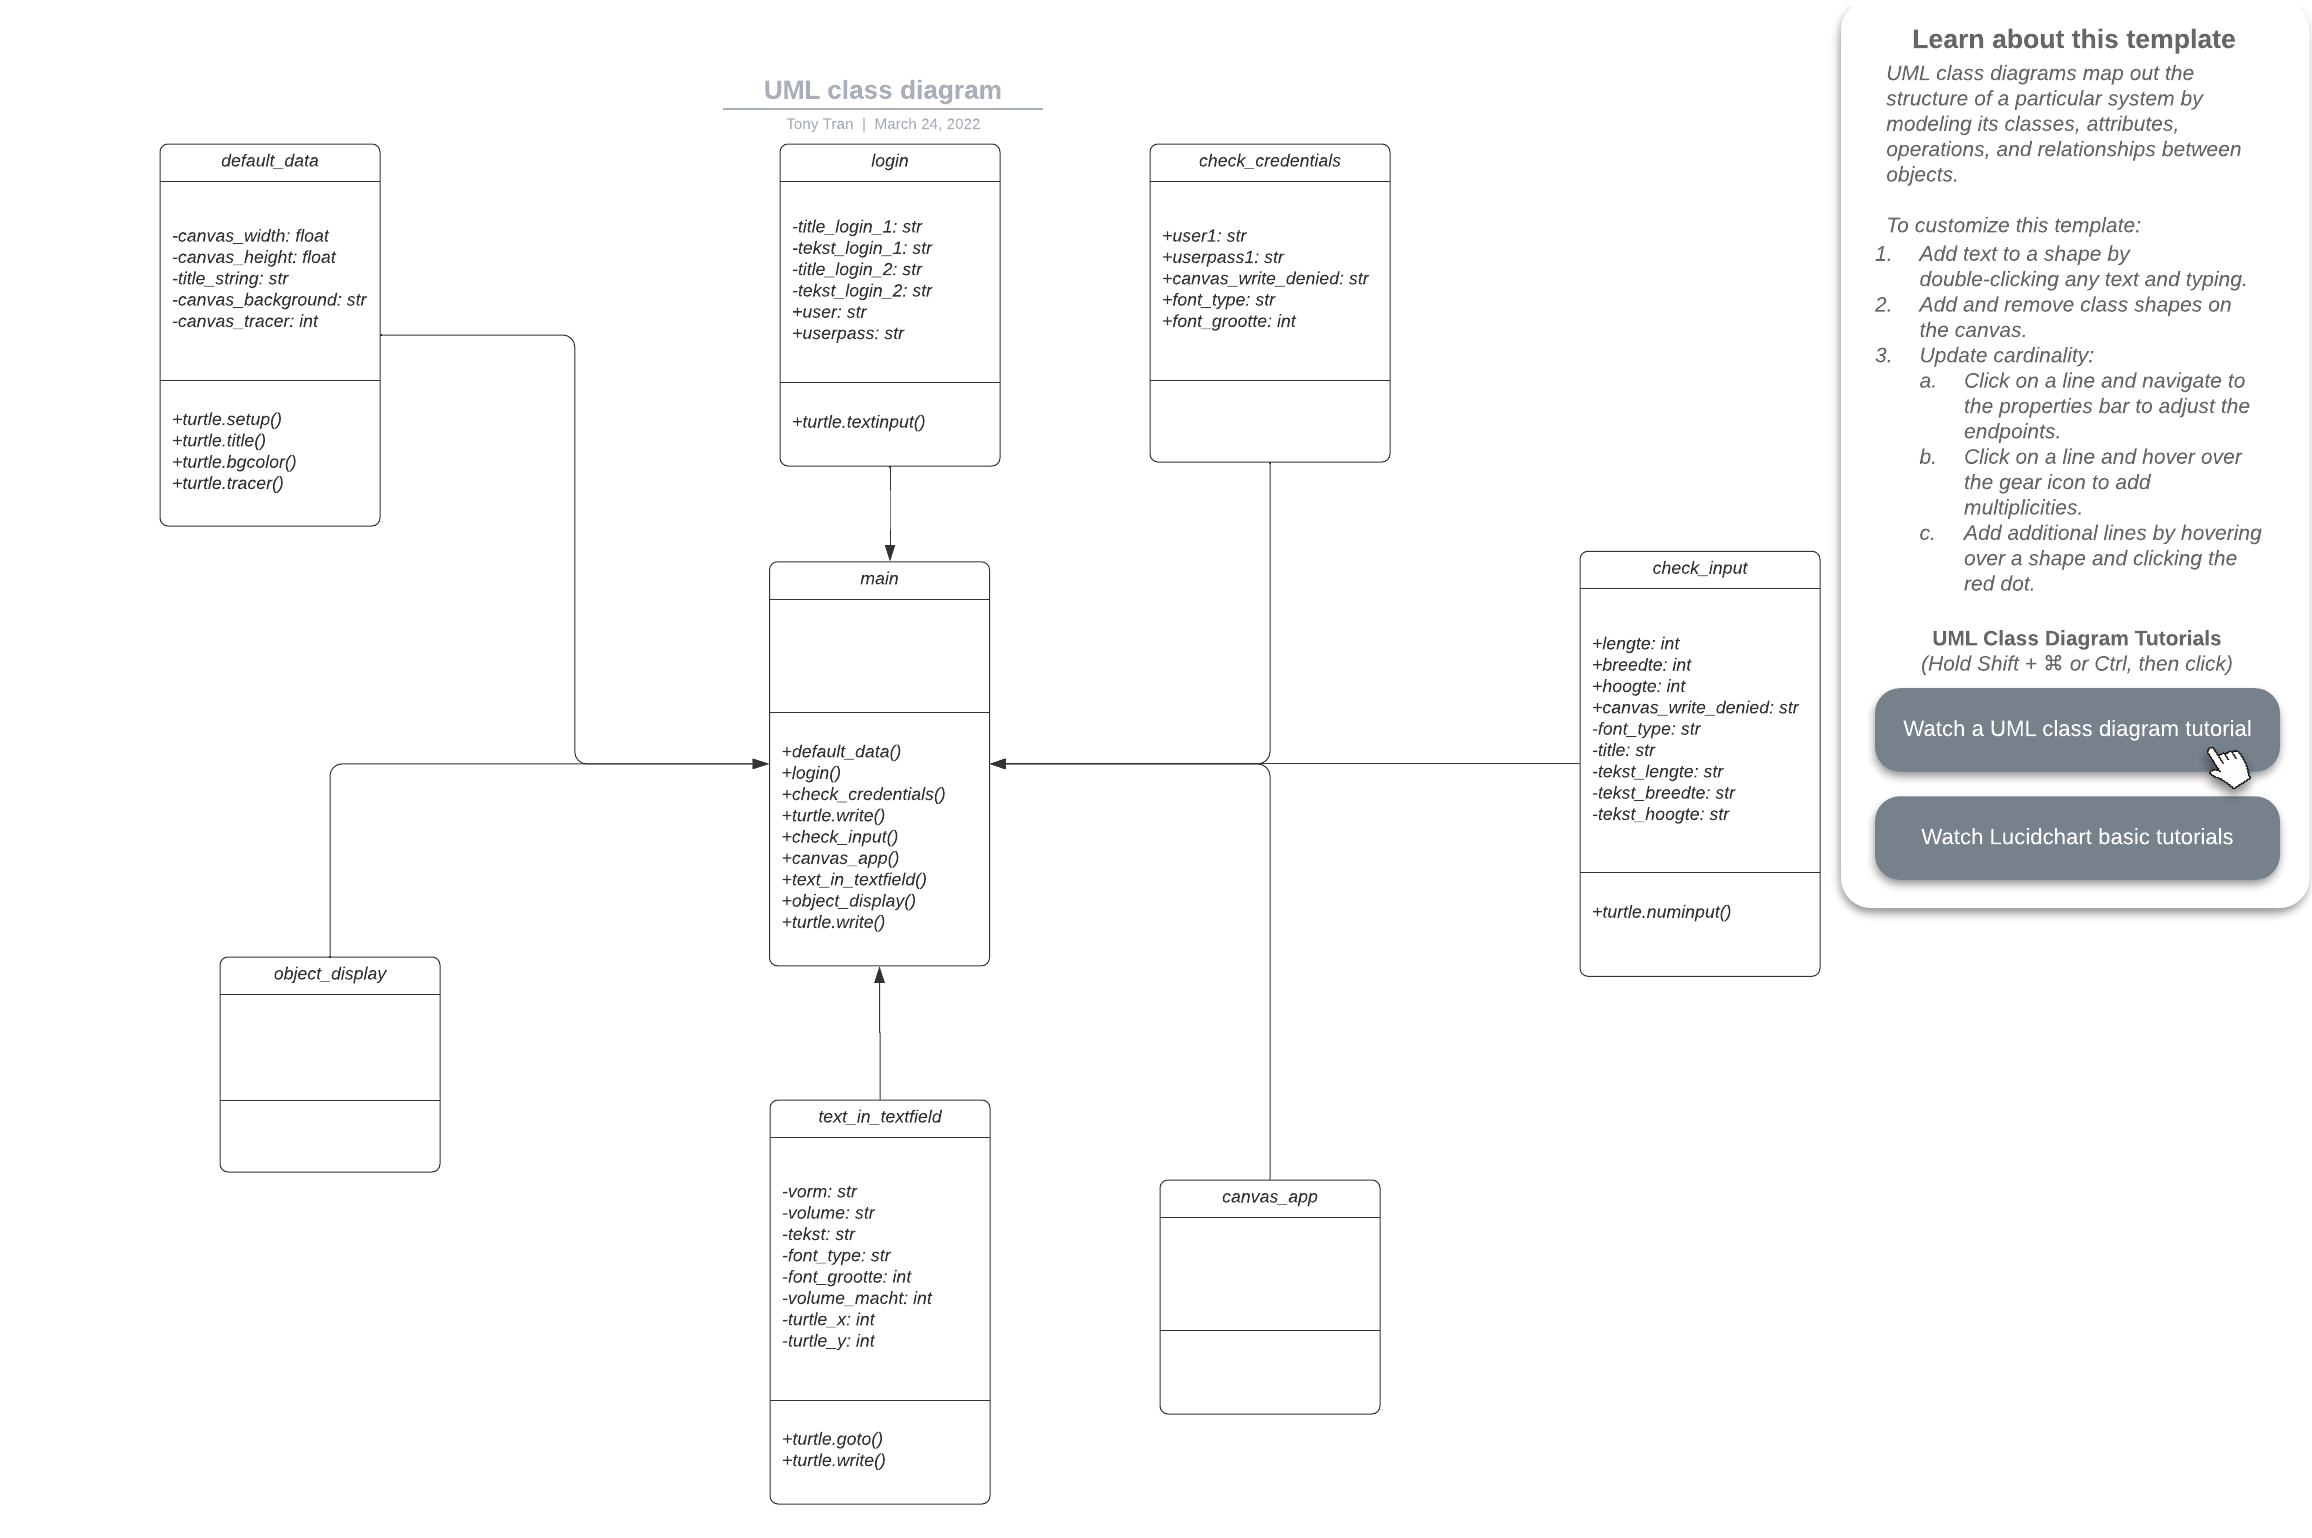 UML class diagram
Tony Tran | March 24, 2022
default_data
-canvas_width: float
-canvas_height: float
-title_string: str
-canvas_background: str
-canvas_tracer: int
+turtle.setup()
+turtle.title()
+turtle.bgcolor()
+turtle.tracer()
login
-title_login_1: str
-tekst_login_1: str
-title_login_2: str
-tekst_login_2: str
+user: str
+userpass: str
+turtle.textinput()
check_credentials
+user1: str
+userpass1: str
+canvas_write_denied: str
+font_type: str
+font_grootte: int
main
+default_data()
+login()
+check_credentials()
+turtle.write()
+check_input()
+canvas_app()
+text_in_textfield()
+object_display()
+turtle.write()
check_input
+lengte: int
+breedte: int
+hoogte: int
+canvas_write_denied: str
-font_type: str
-title: str
-tekst_lengte: str
-tekst_breedte: str
-tekst_hoogte: str
+turtle.numinput()
object_display
text_in_textfield
-vorm: str
-volume: str
-tekst: str
-font_type: str
-font_grootte: int
-volume_macht: int
-turtle_x: int
-turtle_y: int
+turtle.goto()
+turtle.write()
canvas_app
Learn about this template
UML class diagrams map out the
structure of a particular system by
modeling its classes, attributes,
operations, and relationships between
objects.
To customize this template:
1. Add text to a shape by
double-clicking any text and typing.
2. Add and remove class shapes on
the canvas.
3. Update cardinality:
a. Click on a line and navigate to
the properties bar to adjust the
endpoints.
b. Click on a line and hover over
the gear icon to add
multiplicities.
c. Add additional lines by hovering
over a shape and clicking the
red dot.
UML Class Diagram Tutorials
(Hold Shift + ⌘ or Ctrl, then click)
Watch a UML class diagram tutorial
Watch Lucidchart basic tutorials